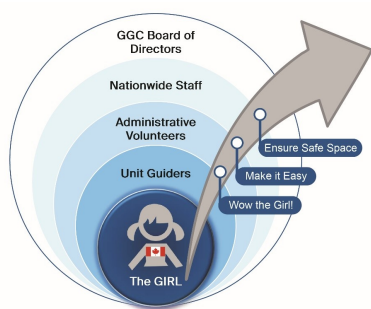 GGC Board of
Directors
Nationwide Staff
Administrative
Volunteers
Unit Guiders
The GIRL
Ensure Safe Space
Make it Easy
Wow the Girl!